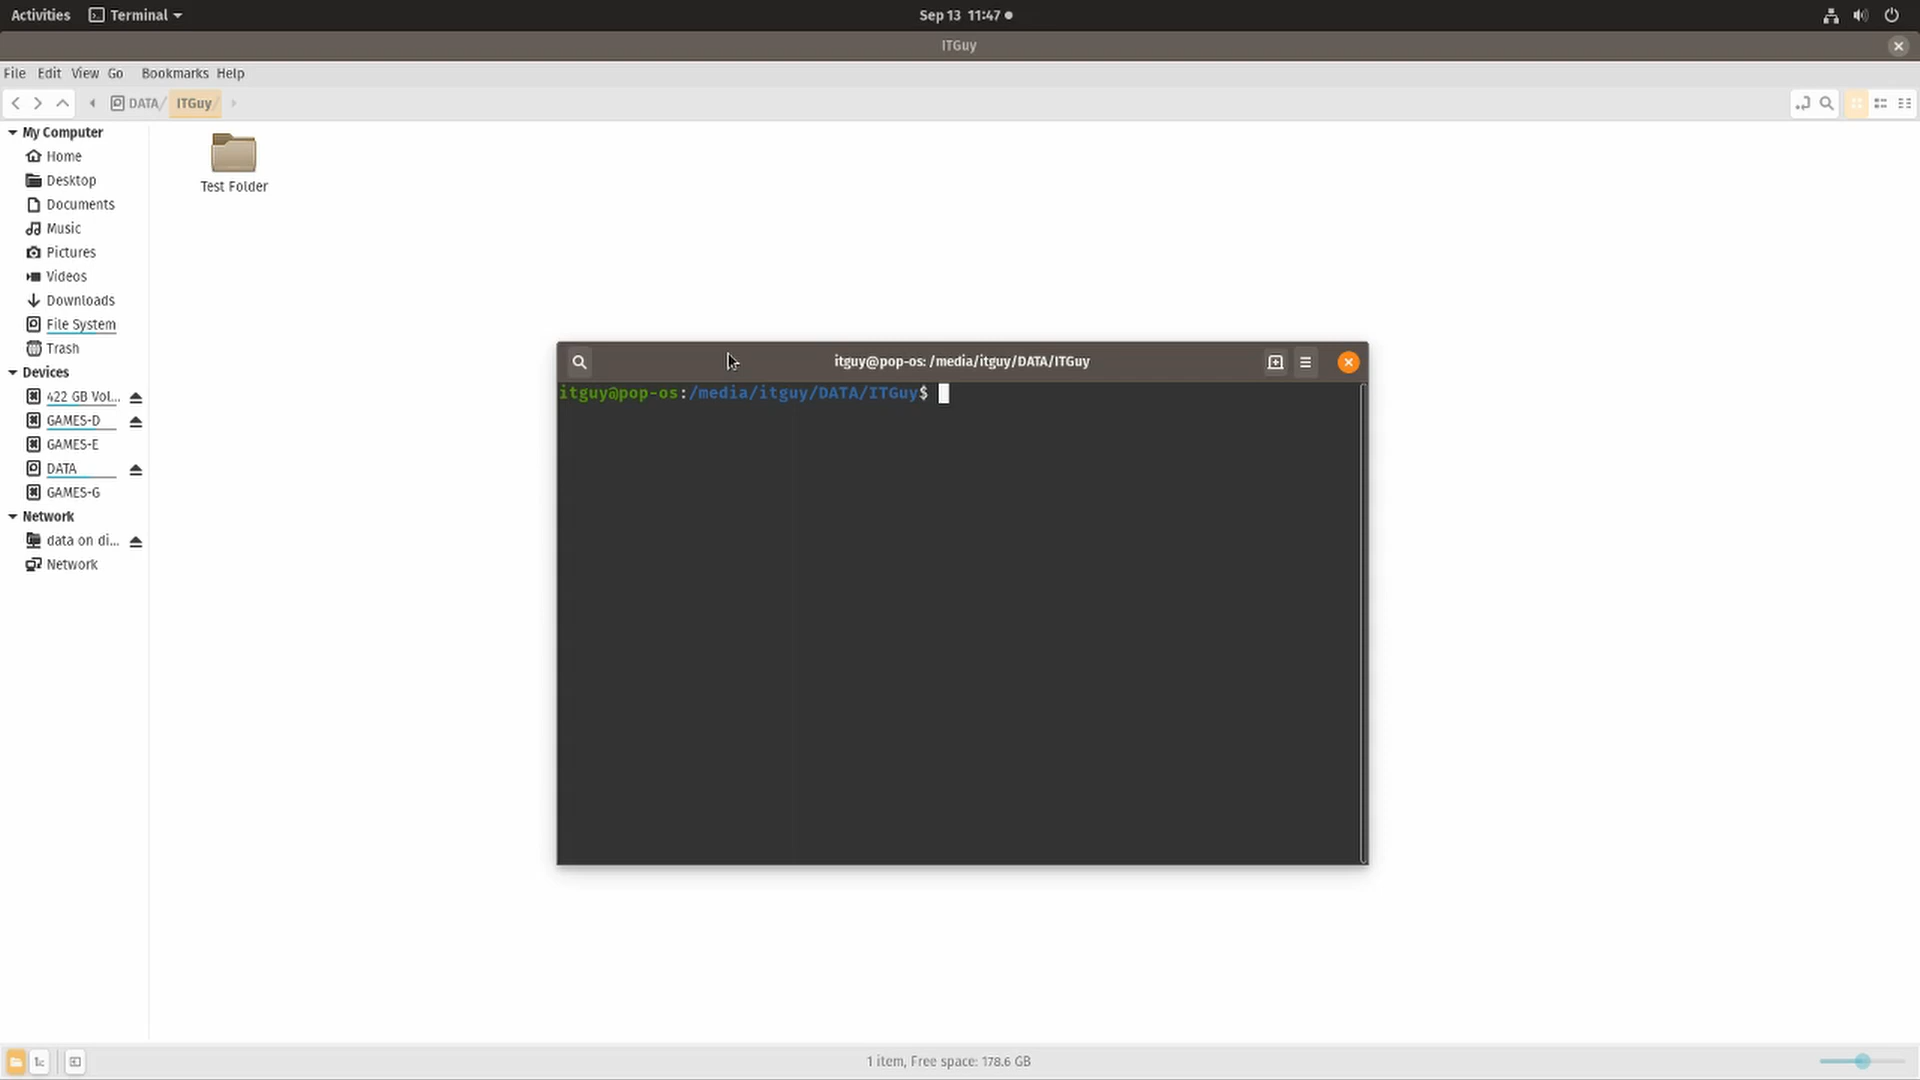 Activities Terminal Sep 13 11:47
ITGuy
File Edit View Go Bookmarks Help
DATA/ ITGuy/
My Computer
Home
Desktop
Documents
Music
Pictures
Videos
Downloads
File System
Trash
Devices
422 GB Vol...
GAMES-D
GAMES-E
DATA
GAMES-G
Network
data on di...
Network
Test Folder
itguy@pop-os: /media/itguy/DATA/ITGuy
itguy@pop-os:/media/itguy/DATA/ITGuy$
1 item, Free space: 178.6 GB